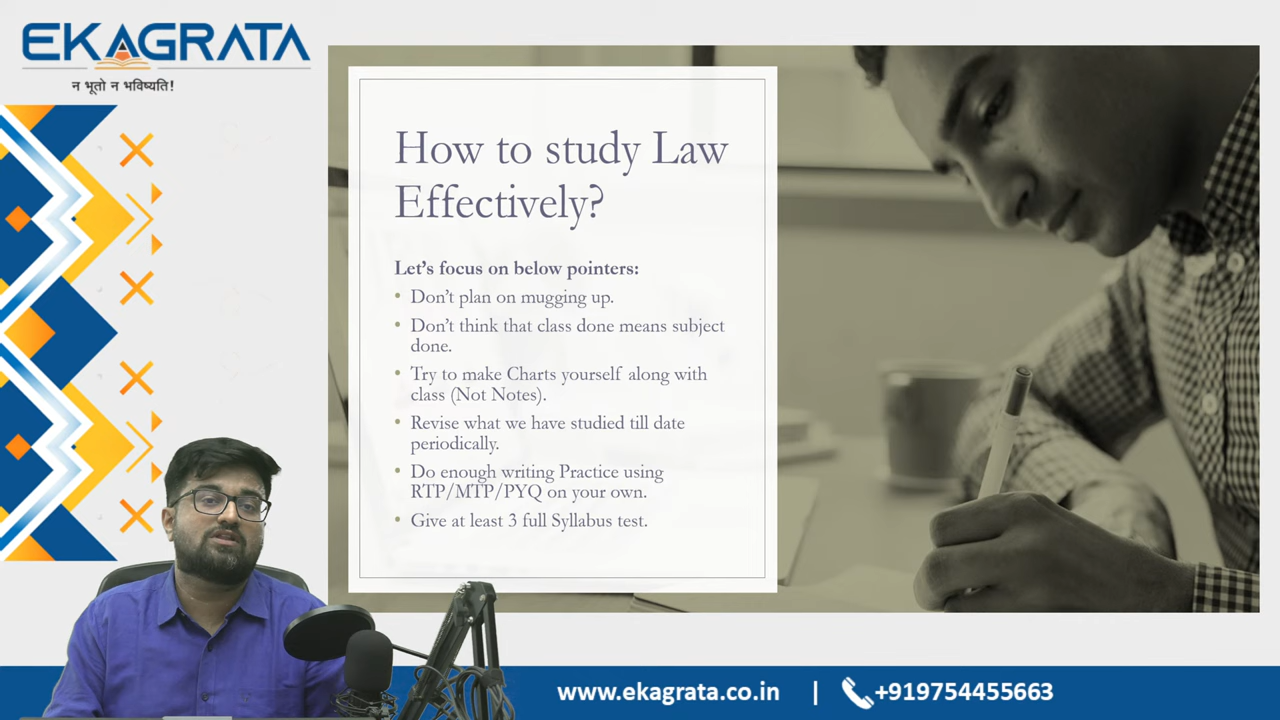 EKAGRATA
न भूतो न भविष्यति!
How to study Law
Effectively?
Let's focus on below pointers:
• Don't plan on mugging up.
• Don't think that class done means subject
done.
• Try to make Charts yourself along with
class (Not Notes).
• Revise what we have studied till date
periodically.
• Do enough writing Practice using
RTP/MTP/PYQ on your own.
• Give at least 3 full Syllabus test.
www.ekagrata.co.in | +919754455663